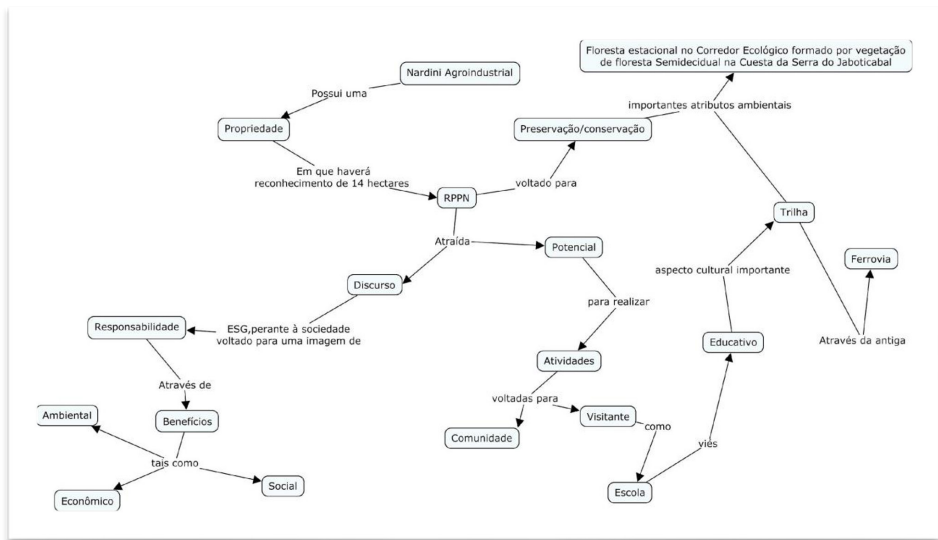 Floresta estacional no Corredor Ecológico formado por vegetação
de floresta Semidecidual na Cuesta da Serra do Jaboticabal
Nardini Agroindustrial
Possui uma
importantes atributos ambientais
Propriedade
Preservação/conservação
Em que haverá
reconhecimento de 14 hectares
voltado para
RPPN
Trilha
Atraída
Potencial
Ferrovia
aspecto cultural importante
Discurso
para realizar
Responsabilidade
ESG,perante à sociedade
voltado para uma imagem de
Educativo
Através da antiga
Atividades
Através de
voltadas para
Ambiental
Benefícios
Visitante
como
Comunidade
viés
tais como
Social
Escola
Econômico